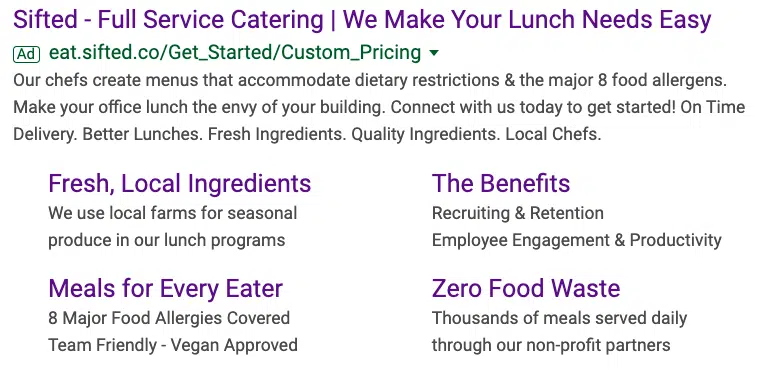 Sifted - Full Service Catering | We Make Your Lunch Needs Easy
Ad eat.sifted.co/Get_Started/Custom_Pricing
Our chefs create menus that accommodate dietary restrictions & the major 8 food allergens.
Make your office lunch the envy of your building. Connect with us today to get started! On Time
Delivery. Better Lunches. Fresh Ingredients. Quality Ingredients. Local Chefs.
Fresh, Local Ingredients
We use local farms for seasonal
produce in our lunch programs
The Benefits
Recruiting & Retention
Employee Engagement & Productivity
Meals for Every Eater
8 Major Food Allergies Covered
Team Friendly - Vegan Approved
Zero Food Waste
Thousands of meals served daily
through our non-profit partners